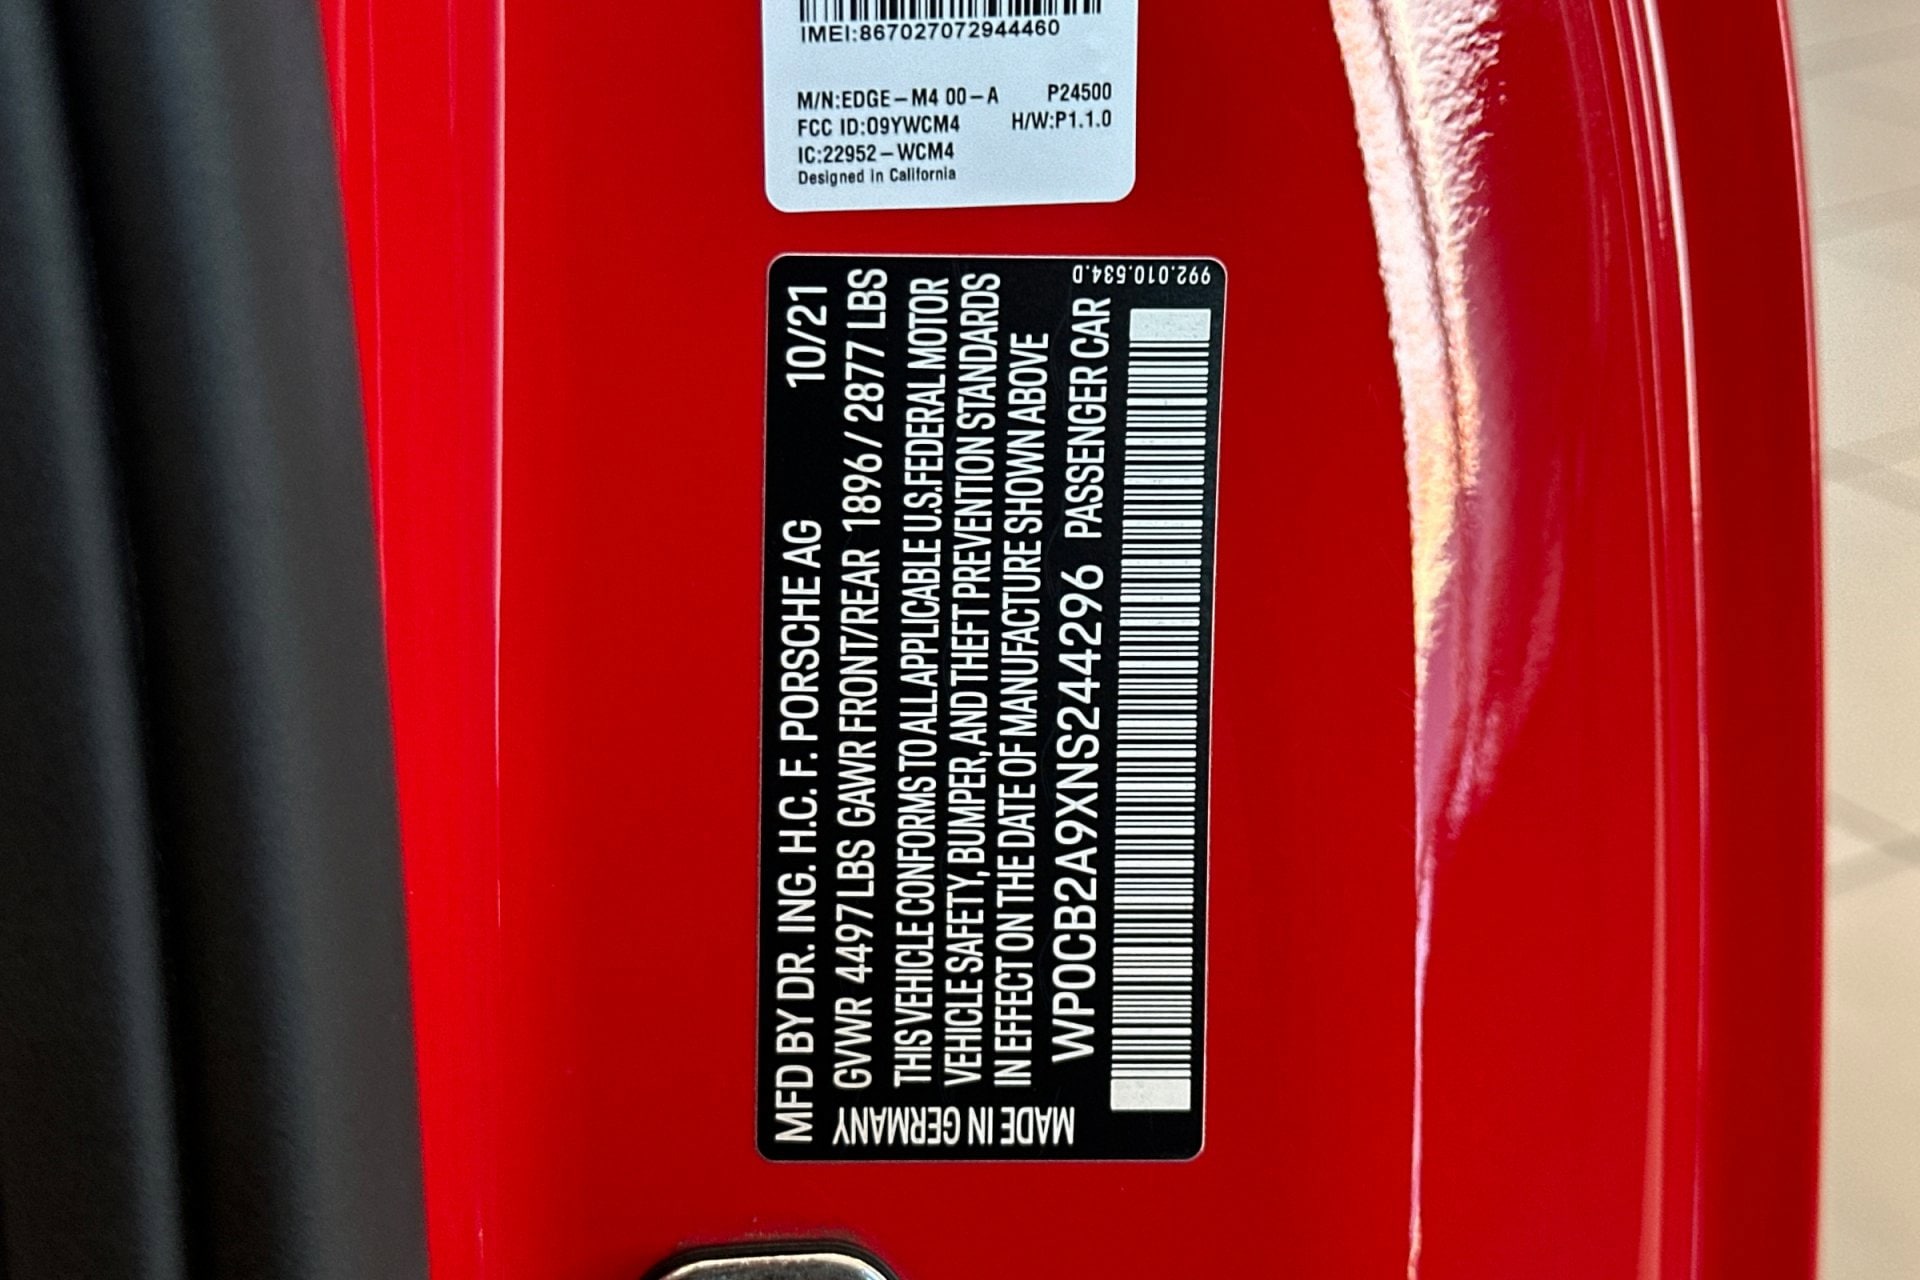 IMEI:867027072944460
M/N:EDGE-M4 00-A P24500
FCC ID:O9YWCM4 H/W:P1.1.0
IC:22952-WCM4
Designed in California
MFD BY DR. ING. H.C. F. PORSCHE AG 10/21
GVWR 4497LBS GAWR FRONT/REAR 1896/2877 LBS
THIS VEHICLE CONFORMS TO ALL APPLICABLE U.S.FEDERAL MOTOR
VEHICLE SAFETY, BUMPER, AND THEFT PREVENTION STANDARDS
IN EFFECT ON THE DATE OF MANUFACTURE SHOWN ABOVE
WP0CB2A9XNS244296 PASSENGER CAR
MADE IN GERMANY
992.010.534.D